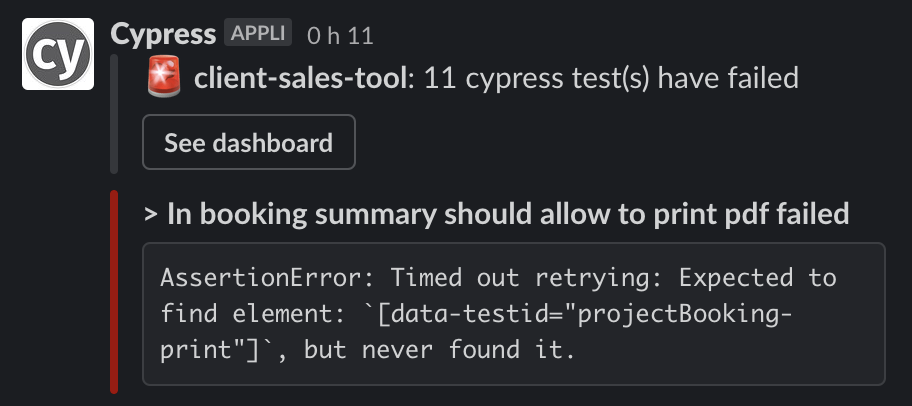 cy
Cypress APPLI 0 h 11
client-sales-tool: 11 cypress test(s) have failed
See dashboard
> In booking summary should allow to print pdf failed
AssertionError: Timed out retrying: Expected to
find element: `[data-testid="projectBooking-
print"]`, but never found it.